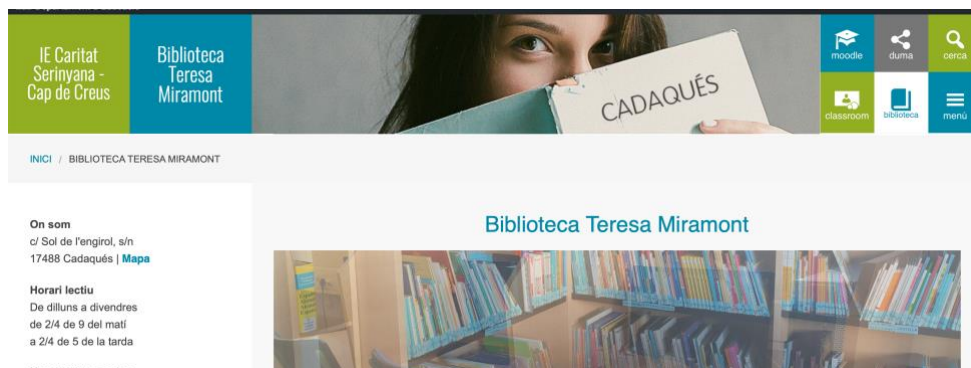 IE Caritat
Serinyana -
Cap de Creus
Biblioteca
Teresa
Miramont
CADAQUÉS
moodle
duma
cerca
classroom
biblioteca
menú
INICI / BIBLIOTECA TERESA MIRAMONT
On som
c/ Sol de l'engirol, s/n
17488 Cadaqués | Mapa
Horari lectiu
De dilluns a divendres
de 2/4 de 9 del matí
a 2/4 de 5 de la tarda
Biblioteca Teresa Miramont